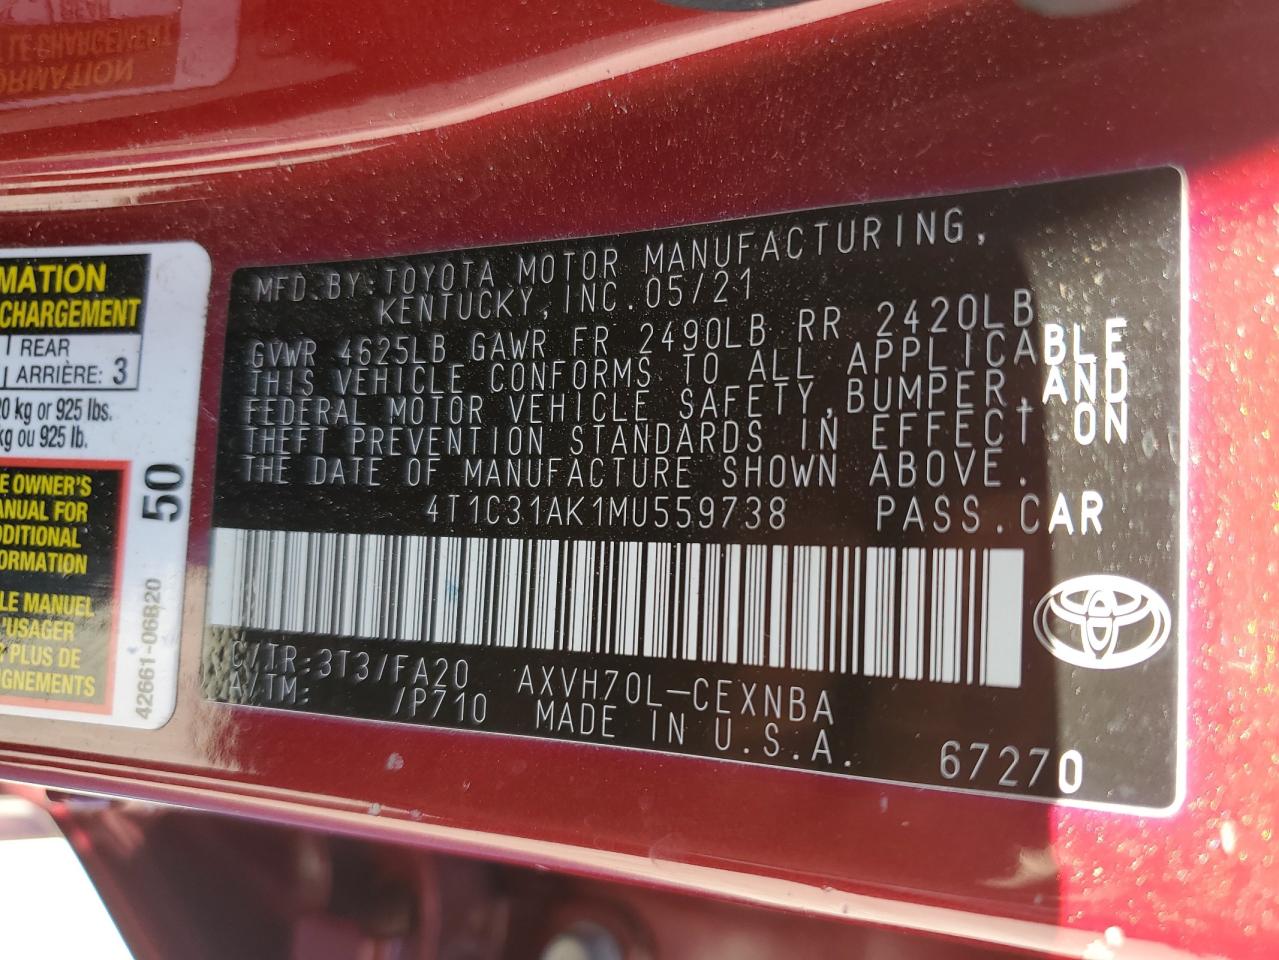 MFD. BY: TOYOTA MOTOR MANUFACTURING,
KENTUCKY, INC. 05/21
GVWR 4625LB GAWR FR 2490LB RR 2420LB
THIS VEHICLE CONFORMS TO ALL APPLICABLE
FEDERAL MOTOR VEHICLE SAFETY, BUMPER, AND
THEFT PREVENTION STANDARDS IN EFFECT ON
THE DATE OF MANUFACTURE SHOWN ABOVE.
4T1C31AK1MU559738 PASS. CAR
C/TR: 3T3/FA20 AXVH70L-CEXNBA
A/TM: /P710 MADE IN U.S.A.
67270
MATION
CHARGEMENT
REAR
ARRIÈRE: 3
20 kg or 925 lbs.
kg ou 925 lb.
E OWNER'S
ANUAL FOR
DDITIONAL
FORMATION
LE MANUEL
'USAGER
PLUS DE
IGNEMENTS
50
42661-06B20
LE CHARGEMENT
ORMATION